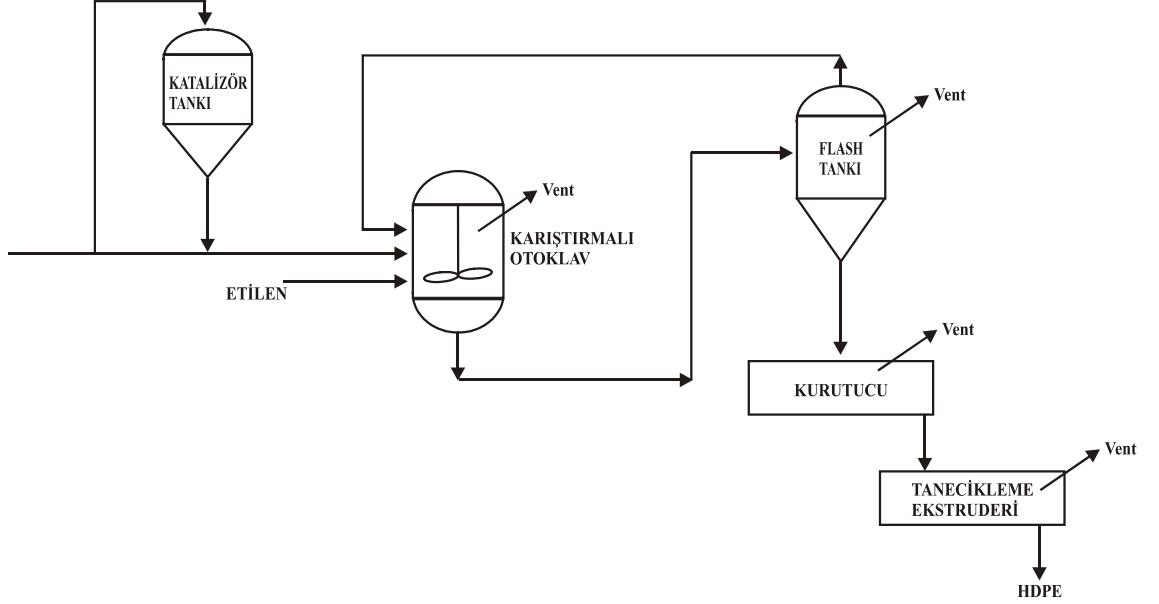 KATALİZÖR
TANKI
Vent
FLASH
TANKI
Vent
KARIŞTIRMALI
OTOKLAV
ETİLEN
Vent
KURUTUCU
Vent
TANECİKLEME
EKSTRUDERİ
HDPE